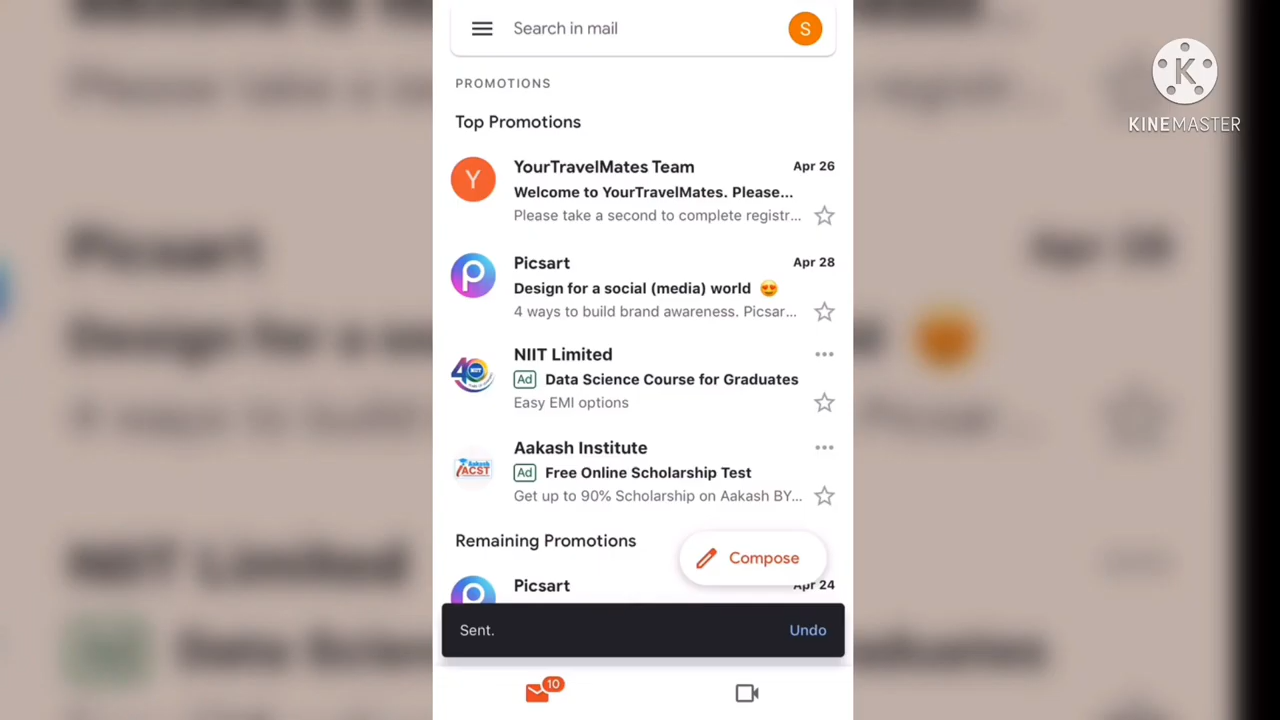 Search in mail
S
KINEMASTER
PROMOTIONS
Top Promotions
Y
YourTravelMates Team
Apr 26
Welcome to YourTravelMates. Please...
Please take a second to complete registr...
Picsart
Apr 28
Design for a social (media) world 😍
4 ways to build brand awareness. Picsar...
NIIT Limited
Ad Data Science Course for Graduates
Easy EMI options
Aakash Institute
Ad Free Online Scholarship Test
Get up to 90% Scholarship on Aakash BY...
Remaining Promotions
Compose
Picsart
Apr 24
Sent.
Undo
10